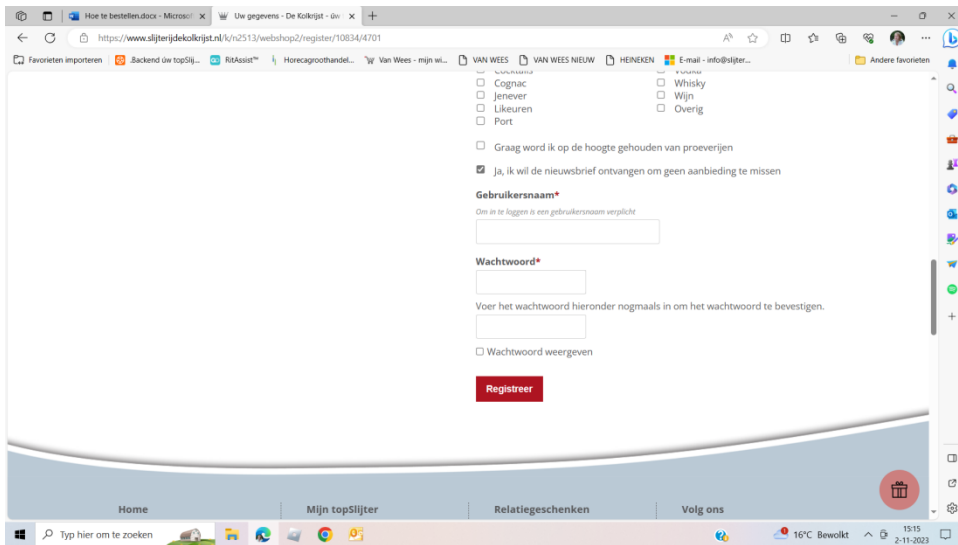 Hoe te bestellen.docx - Microsof
Uw gegevens - De Kolkrijst - úw
https://www.slijterijdekolkrijst.nl/k/n2513/webshop2/register/10834/4701
Favorieten importeren
.Backend úw topSlij...
RitAssist™
Horecagroothandel...
Van Wees - mijn wi...
VAN WEES
VAN WEES NIEUW
HEINEKEN
E-mail - info@slijter...
Andere favorieten
Cocktails
Vodka
Cognac
Whisky
Jenever
Wijn
Likeuren
Overig
Port
Graag word ik op de hoogte gehouden van proeverijen
Ja, ik wil de nieuwsbrief ontvangen om geen aanbieding te missen
Gebruikersnaam*
Om in te loggen is een gebruikersnaam verplicht
Wachtwoord*
Voer het wachtwoord hieronder nogmaals in om het wachtwoord te bevestigen.
Wachtwoord weergeven
Registreer
Home
Mijn topSlijter
Relatiegeschenken
Volg ons
Typ hier om te zoeken
16°C Bewolkt
15:15
2-11-2023